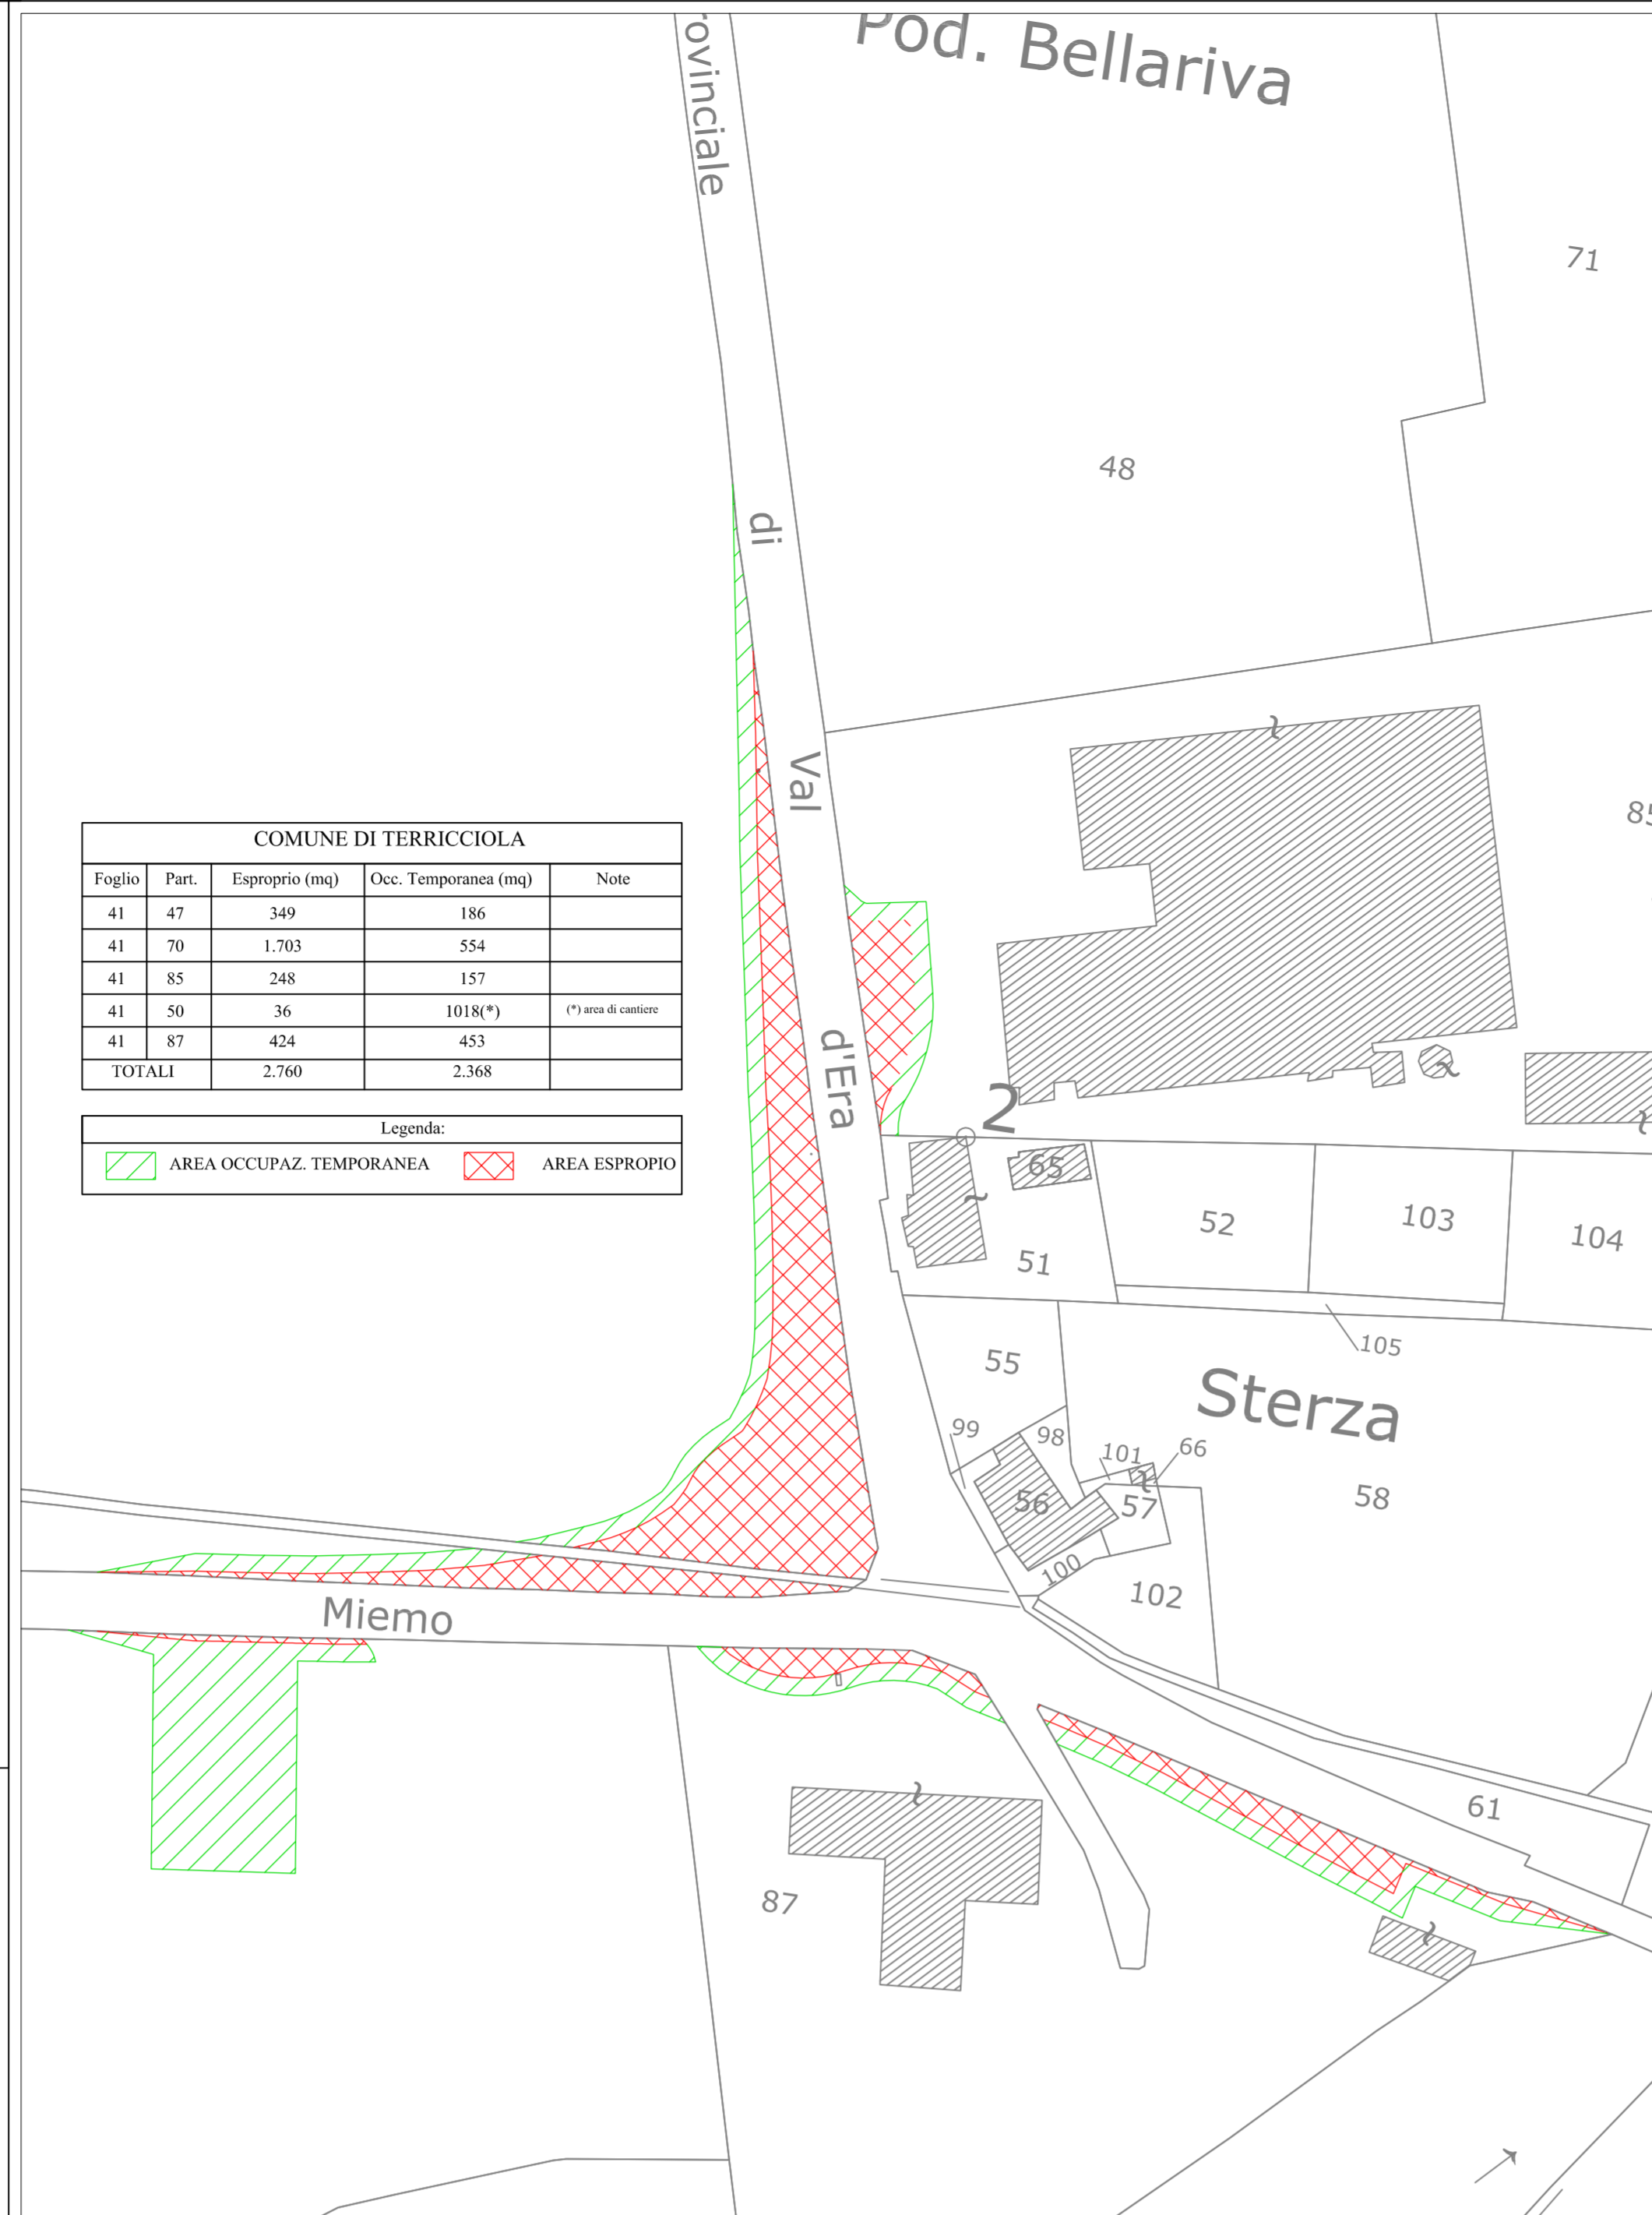 Pod. Bellariva
rovinciale
71
48
di
Val
85
COMUNE DI TERRICCIOLA
Foglio Part. Esproprio (mq) Occ. Temporanea (mq) Note
41 47 349 186
41 70 1.703 554
41 85 248 157
41 50 36 1018(*) (*) area di cantiere
41 87 424 453
TOTALI 2.760 2.368
d'Era
2
Legenda:
AREA OCCUPAZ. TEMPORANEA AREA ESPROPIO
65
52
103
104
51
105
55
Sterza
99
98
101
66
56
57
58
100
102
Miemo
61
87